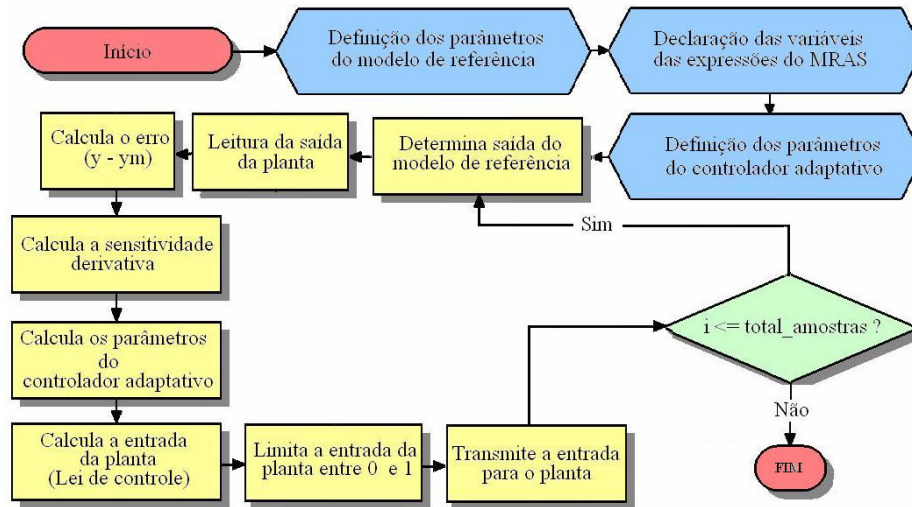 Início
Definição dos parâmetros
do modelo de referência
Declaração das variáveis
das expressões do MRAS
Definição dos parâmetros
do controlador adaptativo
Determina saída do
modelo de referência
Leitura da saída
da planta
Calcula o erro
(y - ym)
Calcula a sensitividade
derivativa
Calcula os parâmetros
do
controlador adaptativo
Calcula a entrada
da planta
(Lei de controle)
Limita a entrada da
planta entre 0 e 1
Transmite a entrada
para o planta
i <= total_amostras ?
Sim
Não
FIM